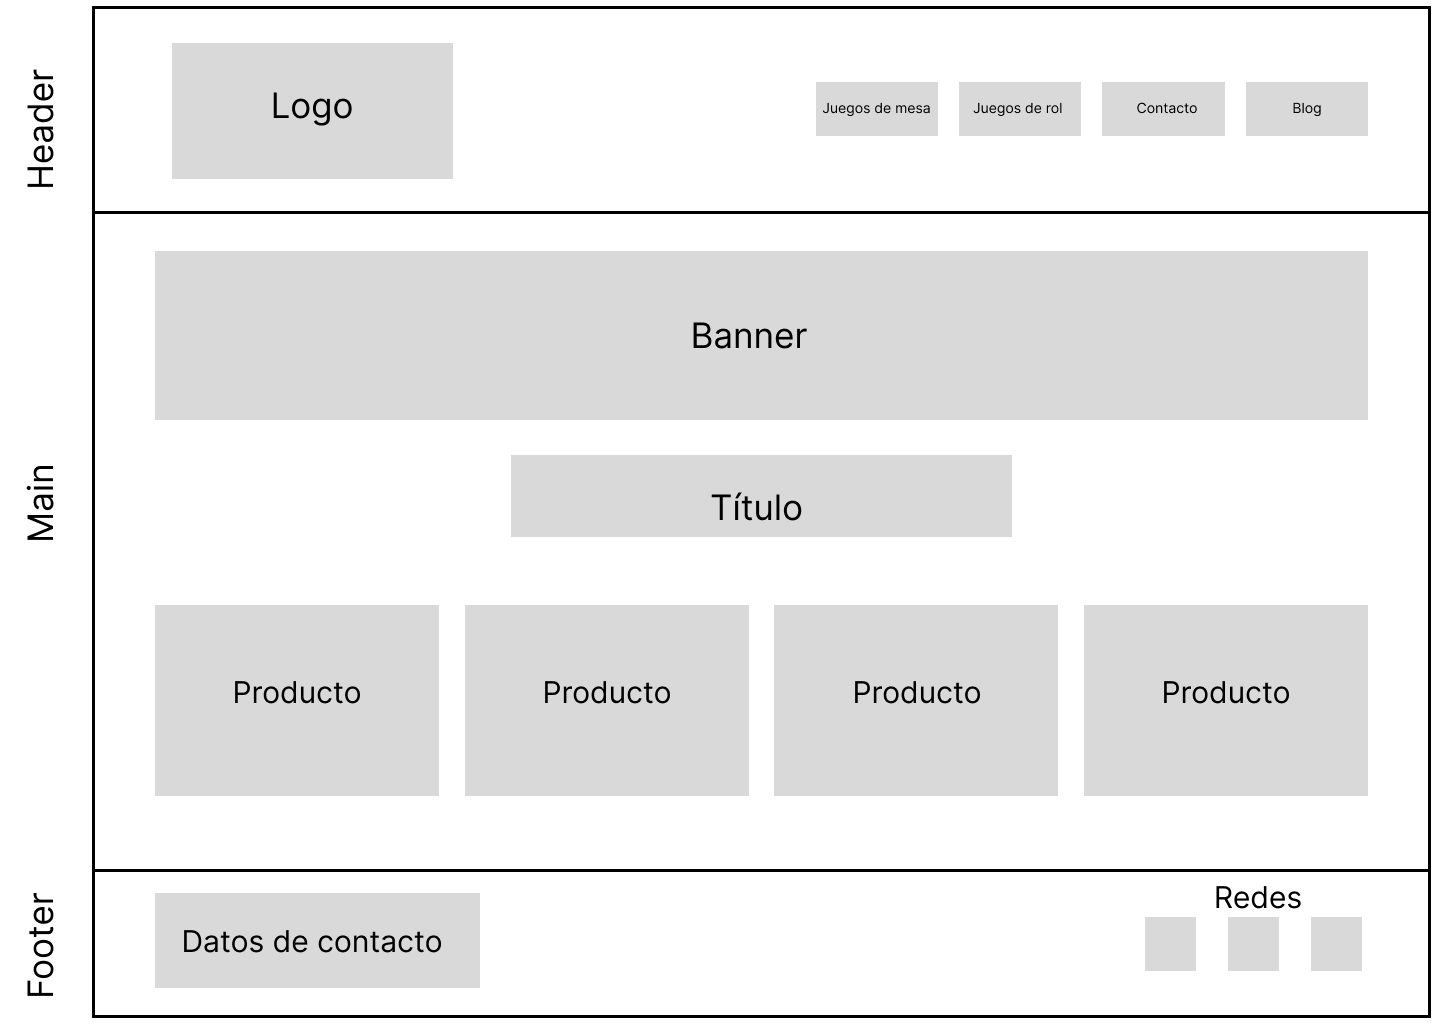 Header
Logo
Juegos de mesa
Juegos de rol
Contacto
Blog
Main
Banner
Título
Producto
Producto
Producto
Producto
Footer
Datos de contacto
Redes